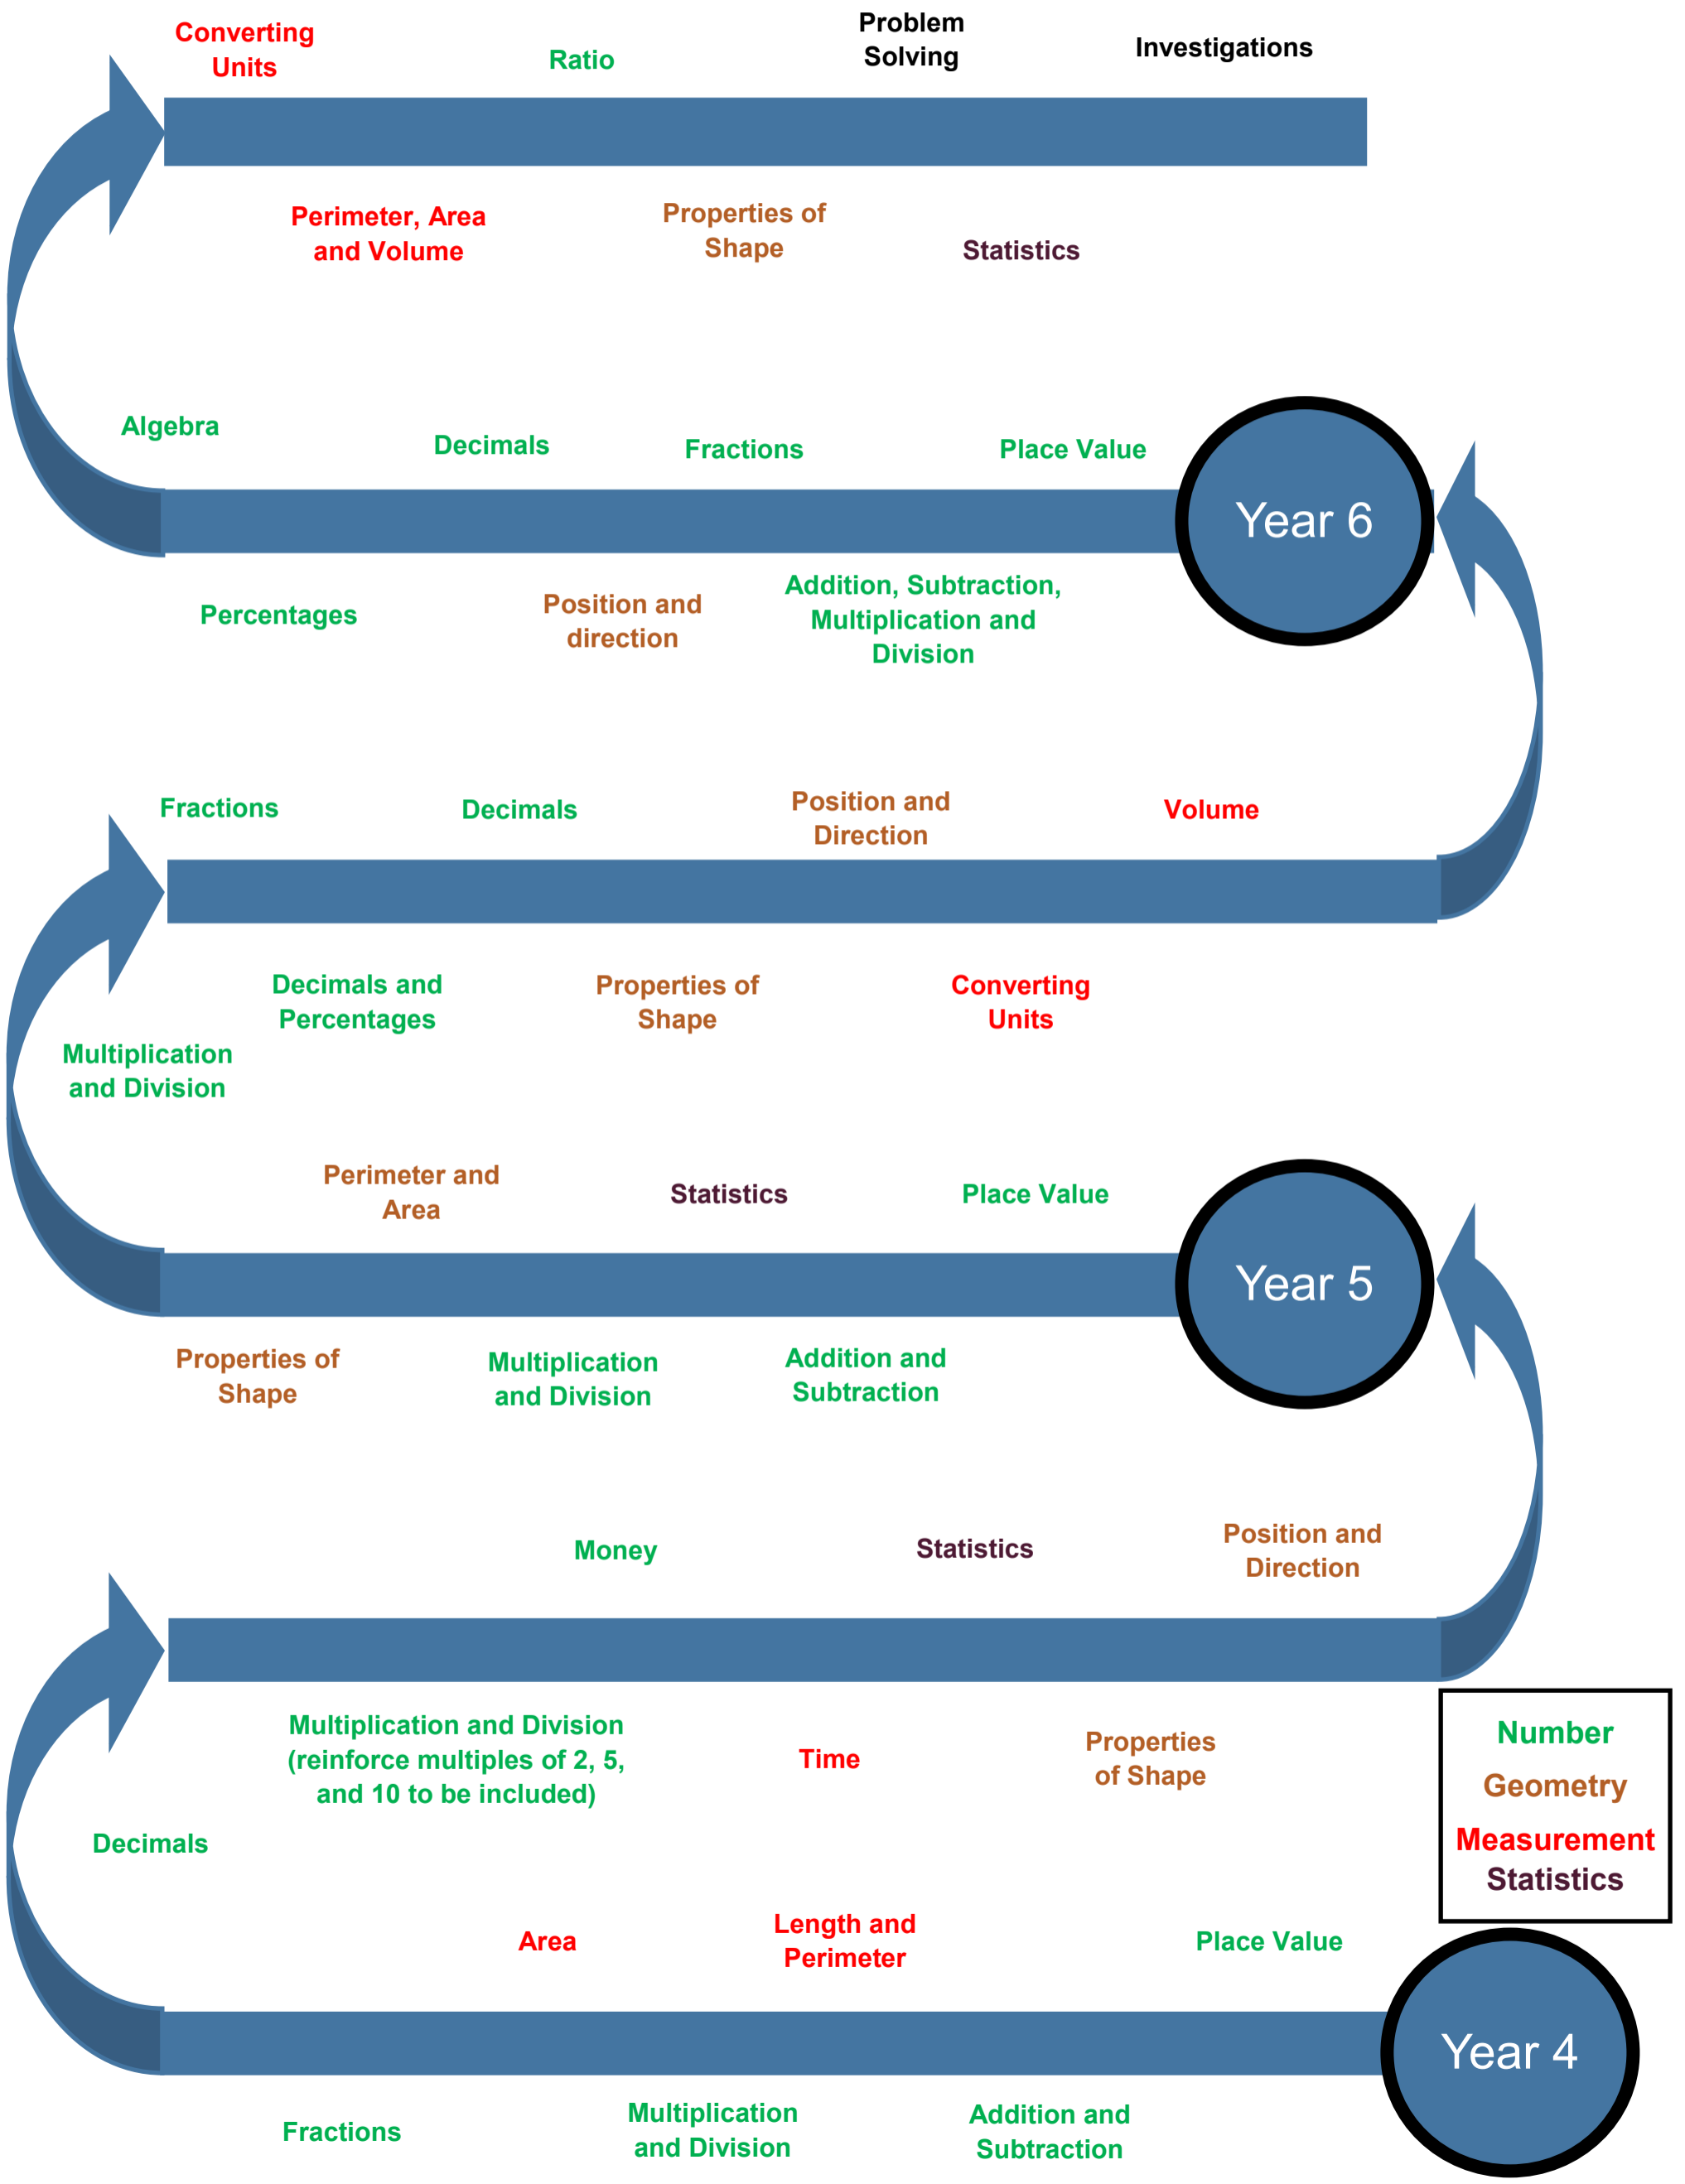 Converting
Units
Ratio
Problem
Solving
Investigations
Perimeter, Area
and Volume
Properties of
Shape
Statistics
Algebra
Decimals
Fractions
Place Value
Year 6
Percentages
Position and
direction
Addition, Subtraction,
Multiplication and
Division
Fractions
Decimals
Position and
Direction
Volume
Decimals and
Percentages
Properties of
Shape
Converting
Units
Multiplication
and Division
Perimeter and
Area
Statistics
Place Value
Year 5
Properties of
Shape
Multiplication
and Division
Addition and
Subtraction
Money
Statistics
Position and
Direction
Multiplication and Division
(reinforce multiples of 2, 5,
and 10 to be included)
Time
Properties
of Shape
Number
Geometry
Measurement
Statistics
Decimals
Area
Length and
Perimeter
Place Value
Year 4
Fractions
Multiplication
and Division
Addition and
Subtraction